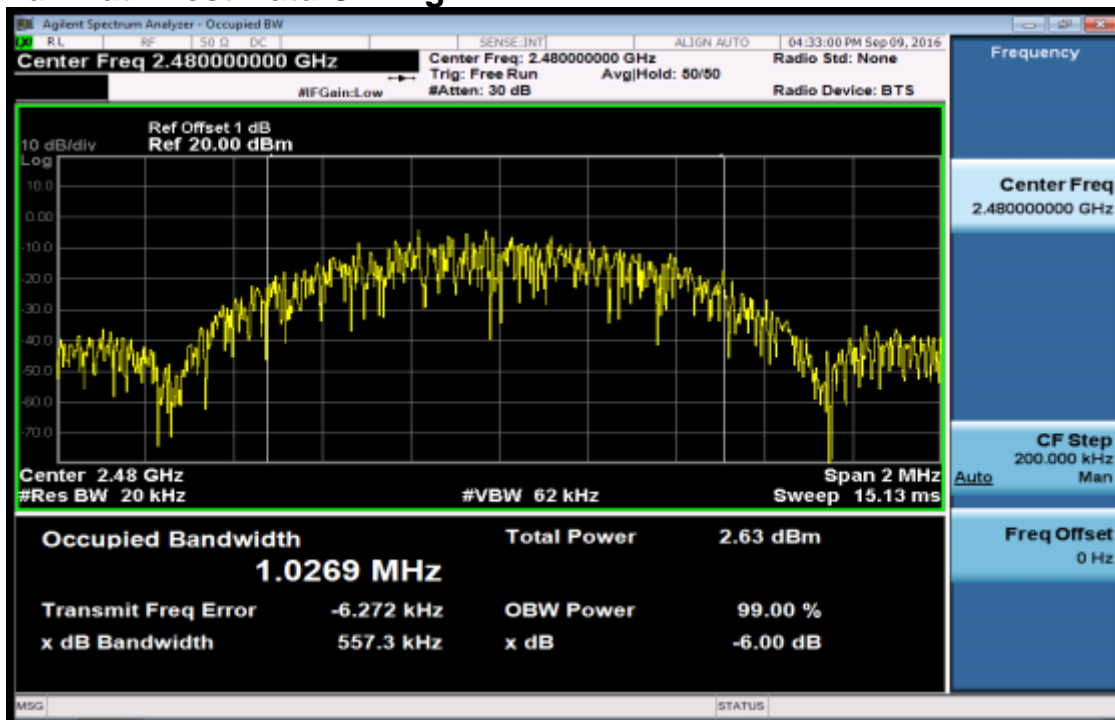 Agilent Spectrum Analyzer - Occupied BW
RL RF 50 Ω DC SENSE:INT ALIGN AUTO 04:33:00 PM Sep 09, 2016
Center Freq 2.480000000 GHz
Center Freq: 2.480000000 GHz
Radio Std: None
Trig: Free Run Avg|Hold: 50/50
#IFGain:Low
#Atten: 30 dB
Radio Device: BTS
Ref Offset 1 dB
10 dB/div Ref 20.00 dBm
Log
10.0
0.00
-10.0
-20.0
-30.0
-40.0
-50.0
-60.0
-70.0
Center 2.48 GHz Span 2 MHz
#Res BW 20 kHz #VBW 62 kHz Sweep 15.13 ms
Occupied Bandwidth Total Power 2.63 dBm
1.0269 MHz
Transmit Freq Error -6.272 kHz OBW Power 99.00 %
x dB Bandwidth 557.3 kHz x dB -6.00 dB
MSG STATUS
Frequency
Center Freq
2.480000000 GHz
CF Step
200.000 kHz
Auto Man
Freq Offset
0 Hz